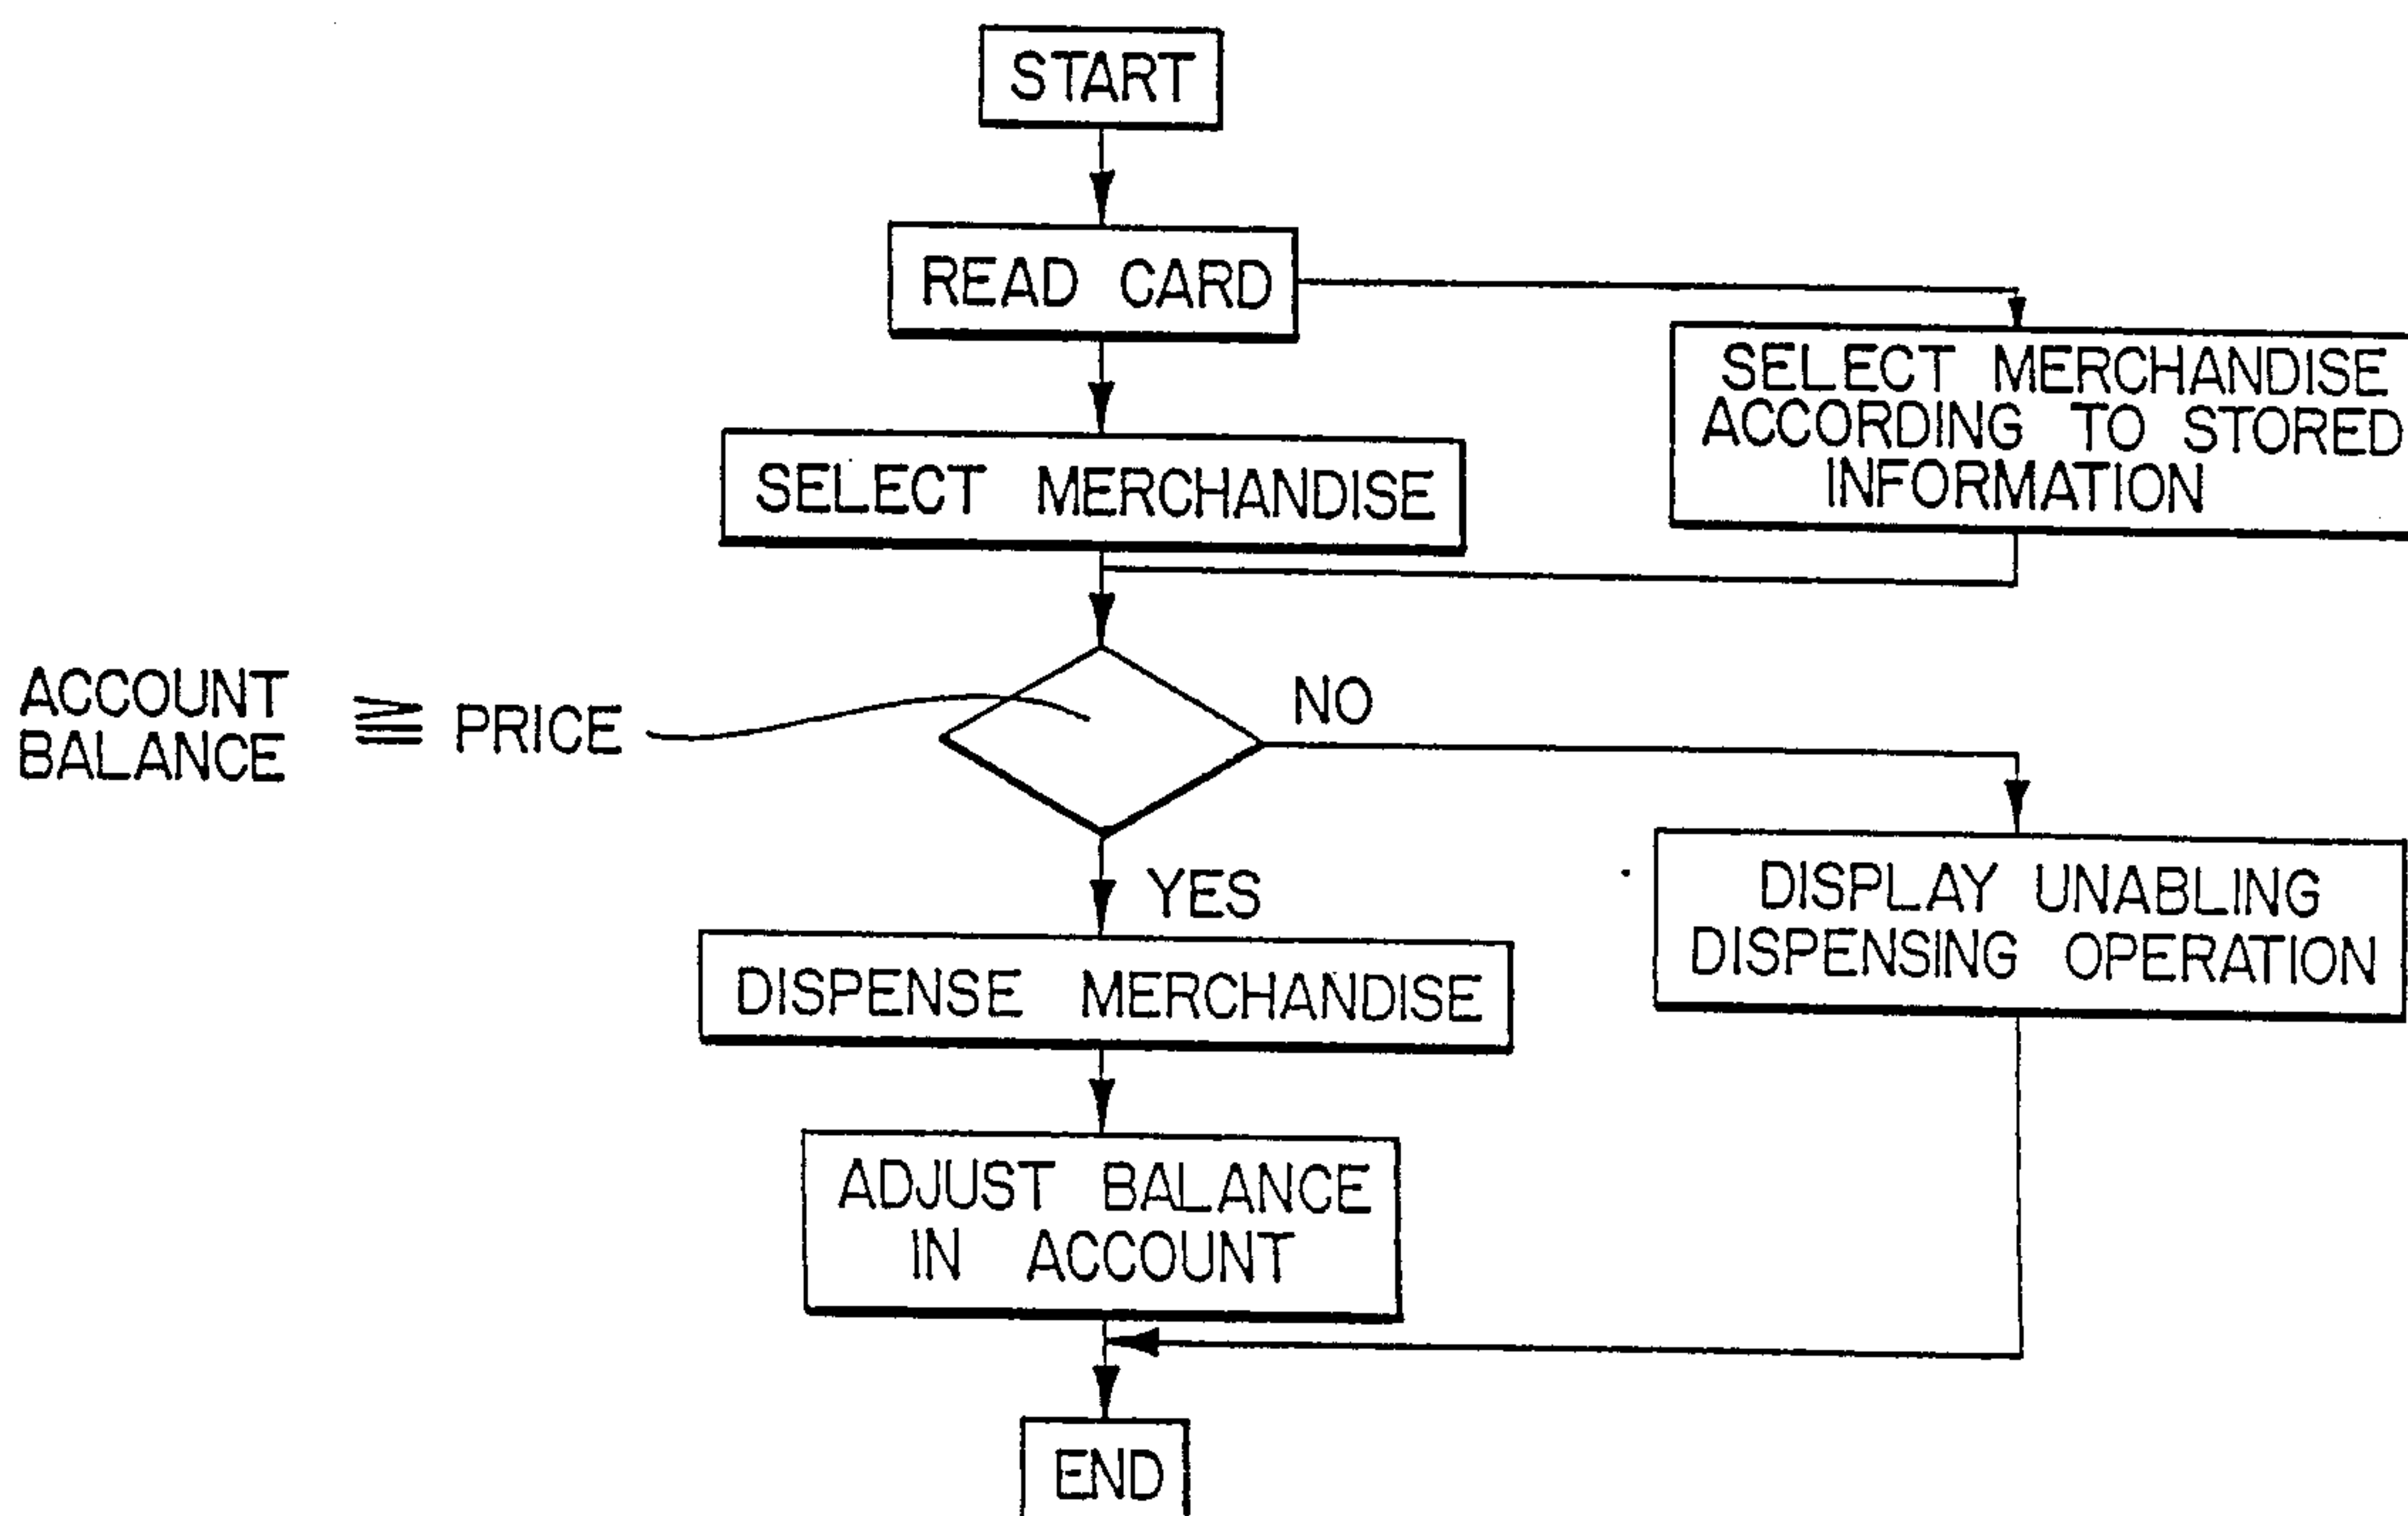 START
READ CARD
SELECT MERCHANDISE
ACCORDING TO STORED
INFORMATION
SELECT MERCHANDISE
ACCOUNT
BALANCE
≧ PRICE
NO
YES
DISPLAY UNABLING
DISPENSING OPERATION
DISPENSE MERCHANDISE
ADJUST BALANCE
IN ACCOUNT
END